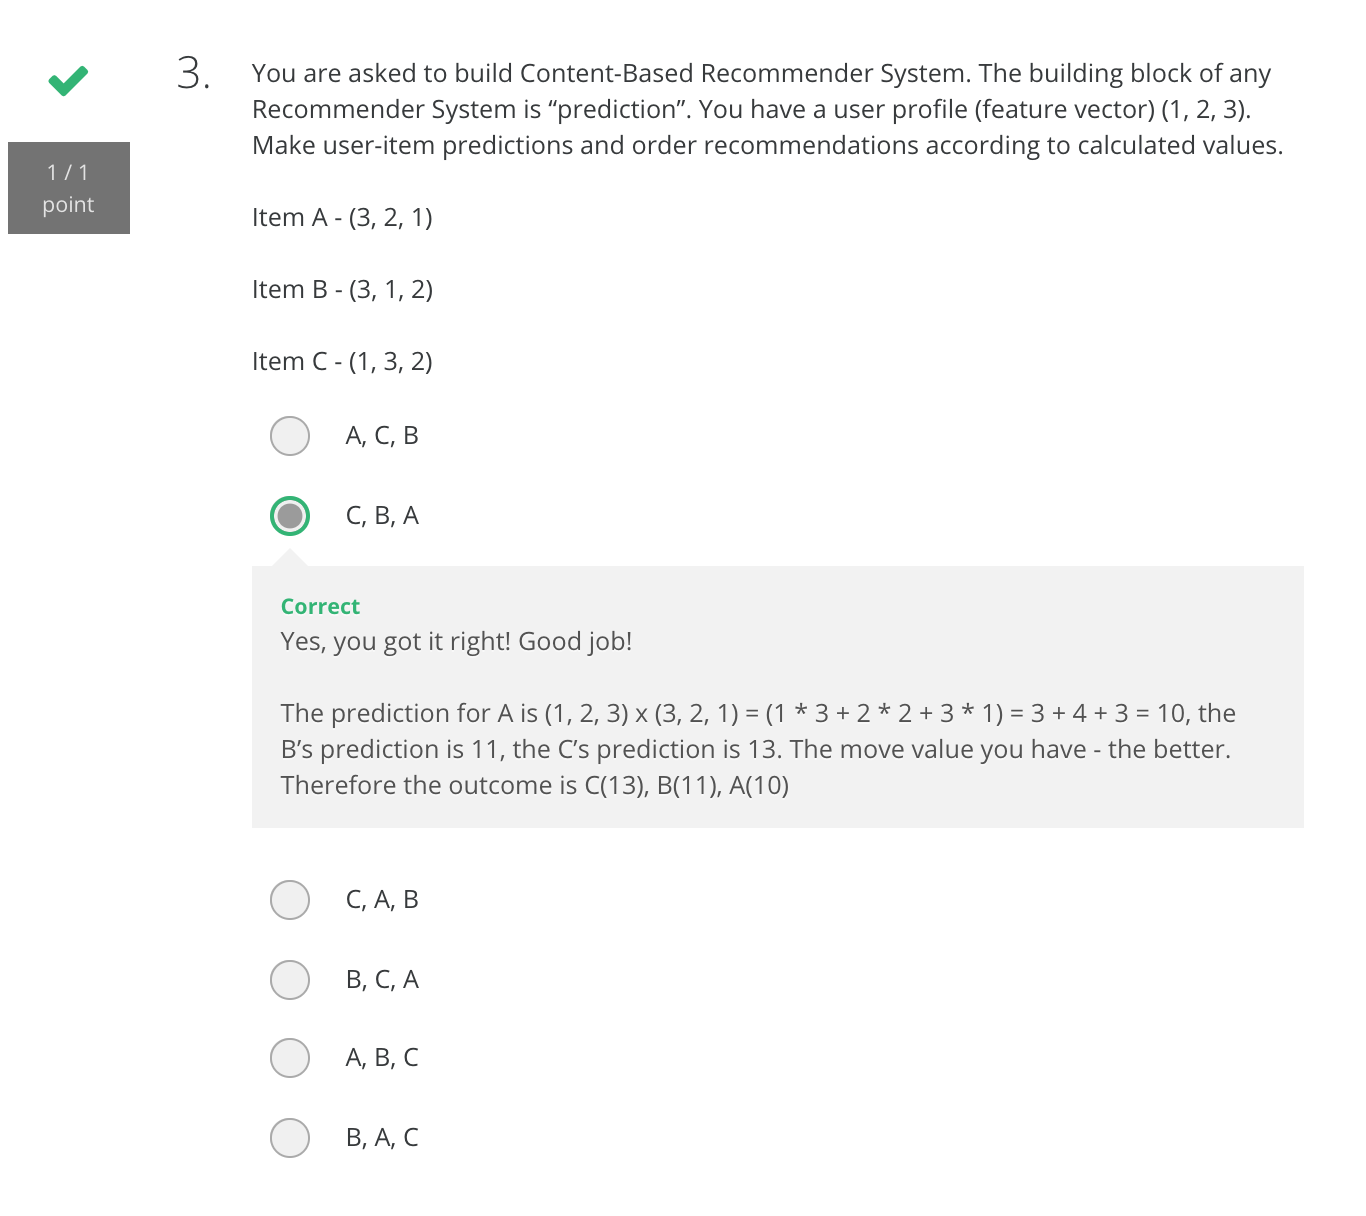 3.
You are asked to build Content-Based Recommender System. The building block of any
Recommender System is “prediction”. You have a user profile (feature vector) (1, 2, 3).
Make user-item predictions and order recommendations according to calculated values.
1 / 1
point
Item A - (3, 2, 1)
Item B - (3, 1, 2)
Item C - (1, 3, 2)
A, C, B
C, B, A
Correct
Yes, you got it right! Good job!
The prediction for A is (1, 2, 3) x (3, 2, 1) = (1 * 3 + 2 * 2 + 3 * 1) = 3 + 4 + 3 = 10, the
B’s prediction is 11, the C’s prediction is 13. The move value you have - the better.
Therefore the outcome is C(13), B(11), A(10)
C, A, B
B, C, A
A, B, C
B, A, C